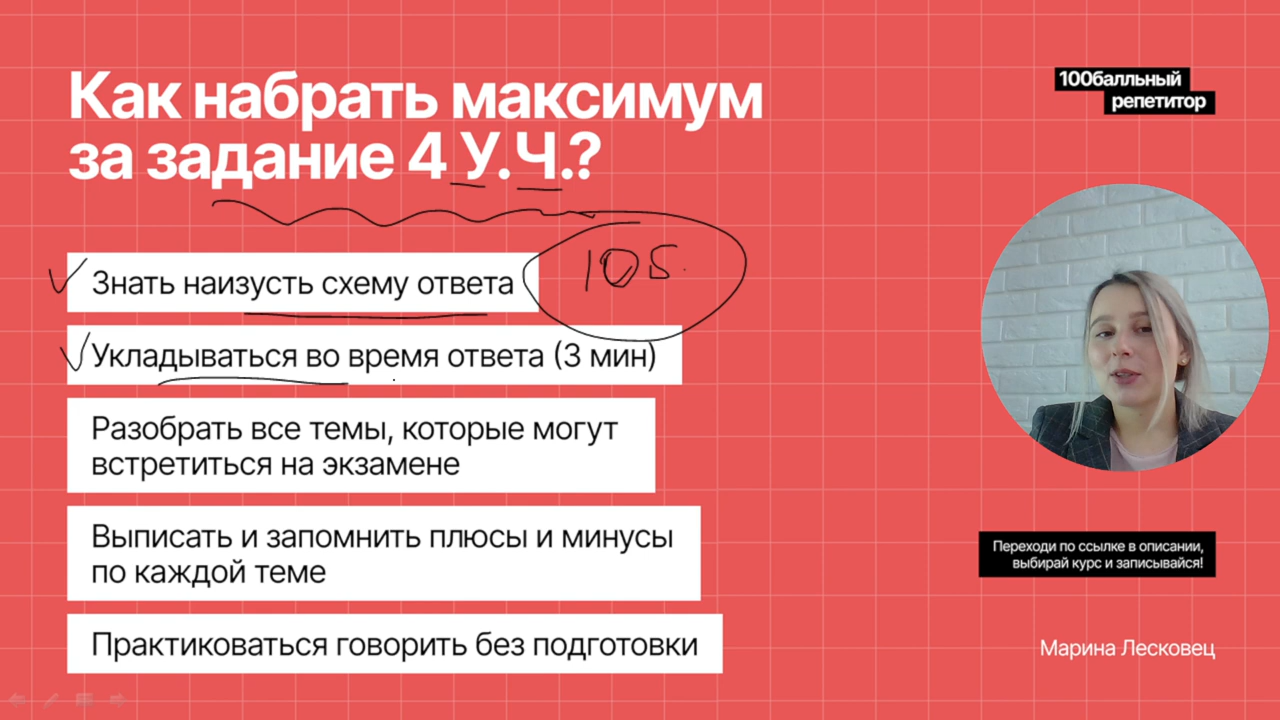 Как набрать максимум
за задание 4 У.Ч.?
100балльный
репетитор
10 б.
Знать наизусть схему ответа
Укладываться во время ответа (3 мин)
Разобрать все темы, которые могут
встретиться на экзамене
Выписать и запомнить плюсы и минусы
по каждой теме
Практиковаться говорить без подготовки
Переходи по ссылке в описании,
выбирай курс и записывайся!
Марина Лесковец